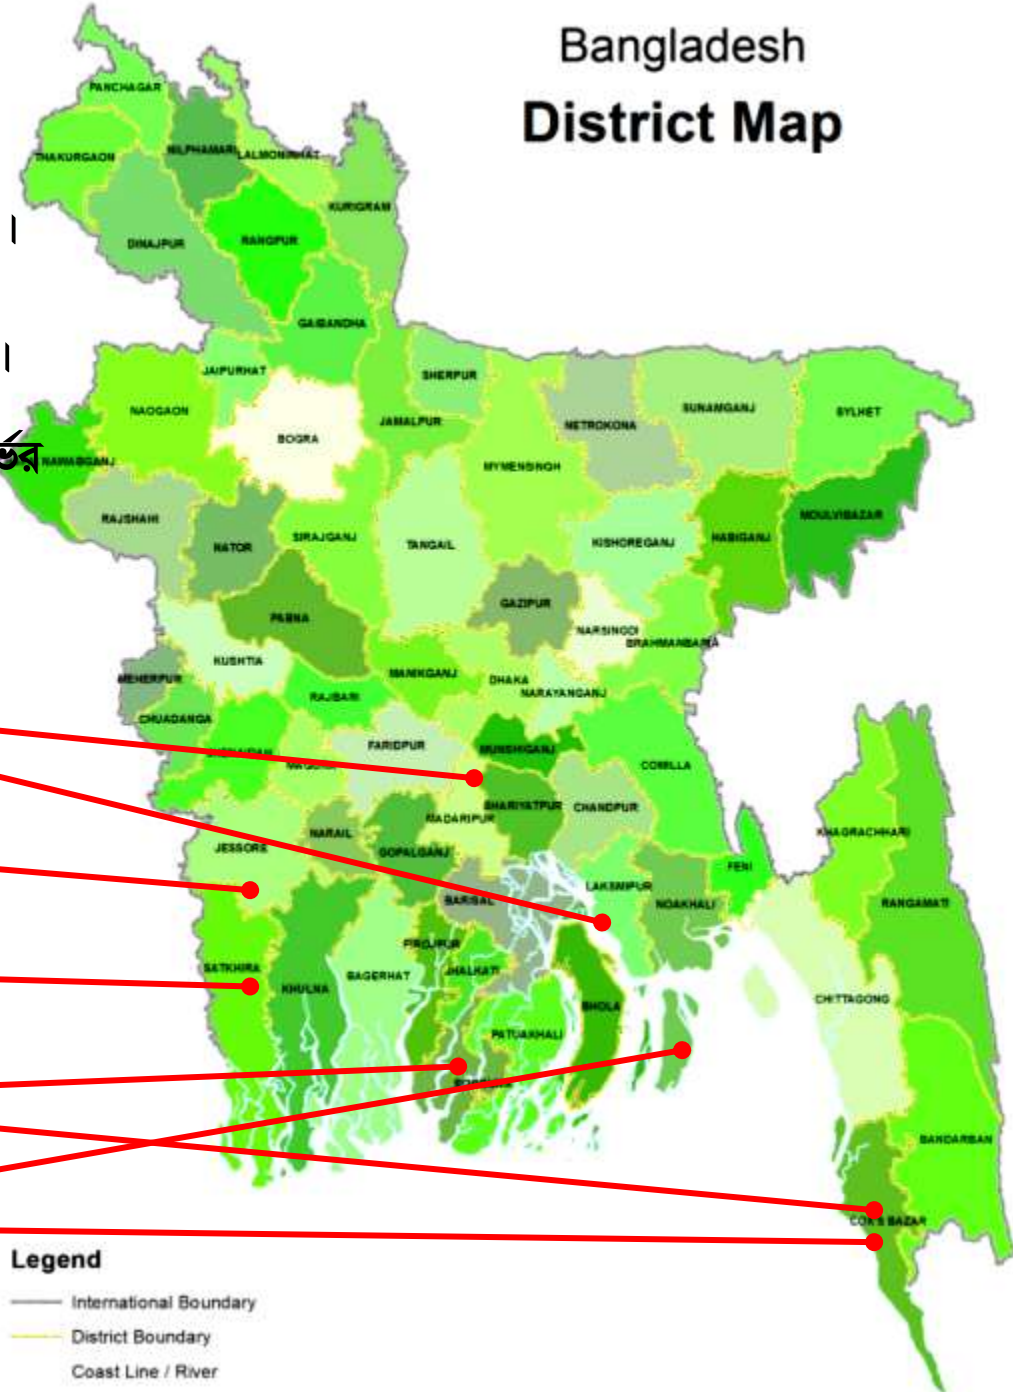 Bangladesh
District Map
PANCHAGAR
THAKURGAON
NILPHAMARI
LALMONIRHAT
KURIGRAM
।
DINAJPUR
RANGPUR
GAIBANDHA
।
JAIPURHAT
SHERPUR
NAOGAON
BOGRA
JAMALPUR
NETROKONA
SUNAMGANJ
SYLHET
র্ভর
NAWABGANJ
MYMENSINGH
RAJSHAHI
NATOR
SIRAJGANJ
TANGAIL
KISHOREGANJ
HABIGANJ
MOULVIBAZAR
PABNA
GAZIPUR
NARSINGDI
BRAHMANBARIA
KUSHTIA
MEHERPUR
RAJBARI
MANIKGANJ
DHAKA
NARAYANGANJ
CHUADANGA
FARIDPUR
MUNSHIGANJ
COMILLA
NARAIL
MADARIPUR
SHARIYATPUR
CHANDPUR
JESSORE
GOPALGANJ
KHAGRACHHARI
FENI
LAKSMIPUR
BARISAL
NOAKHALI
RANGAMATI
PIROJPUR
SATKHIRA
KHULNA
BAGERHAT
JHALKATI
BHOLA
CHITTAGONG
PATUAKHALI
BANDARBAN
COX'S BAZAR
Legend
International Boundary
District Boundary
Coast Line / River